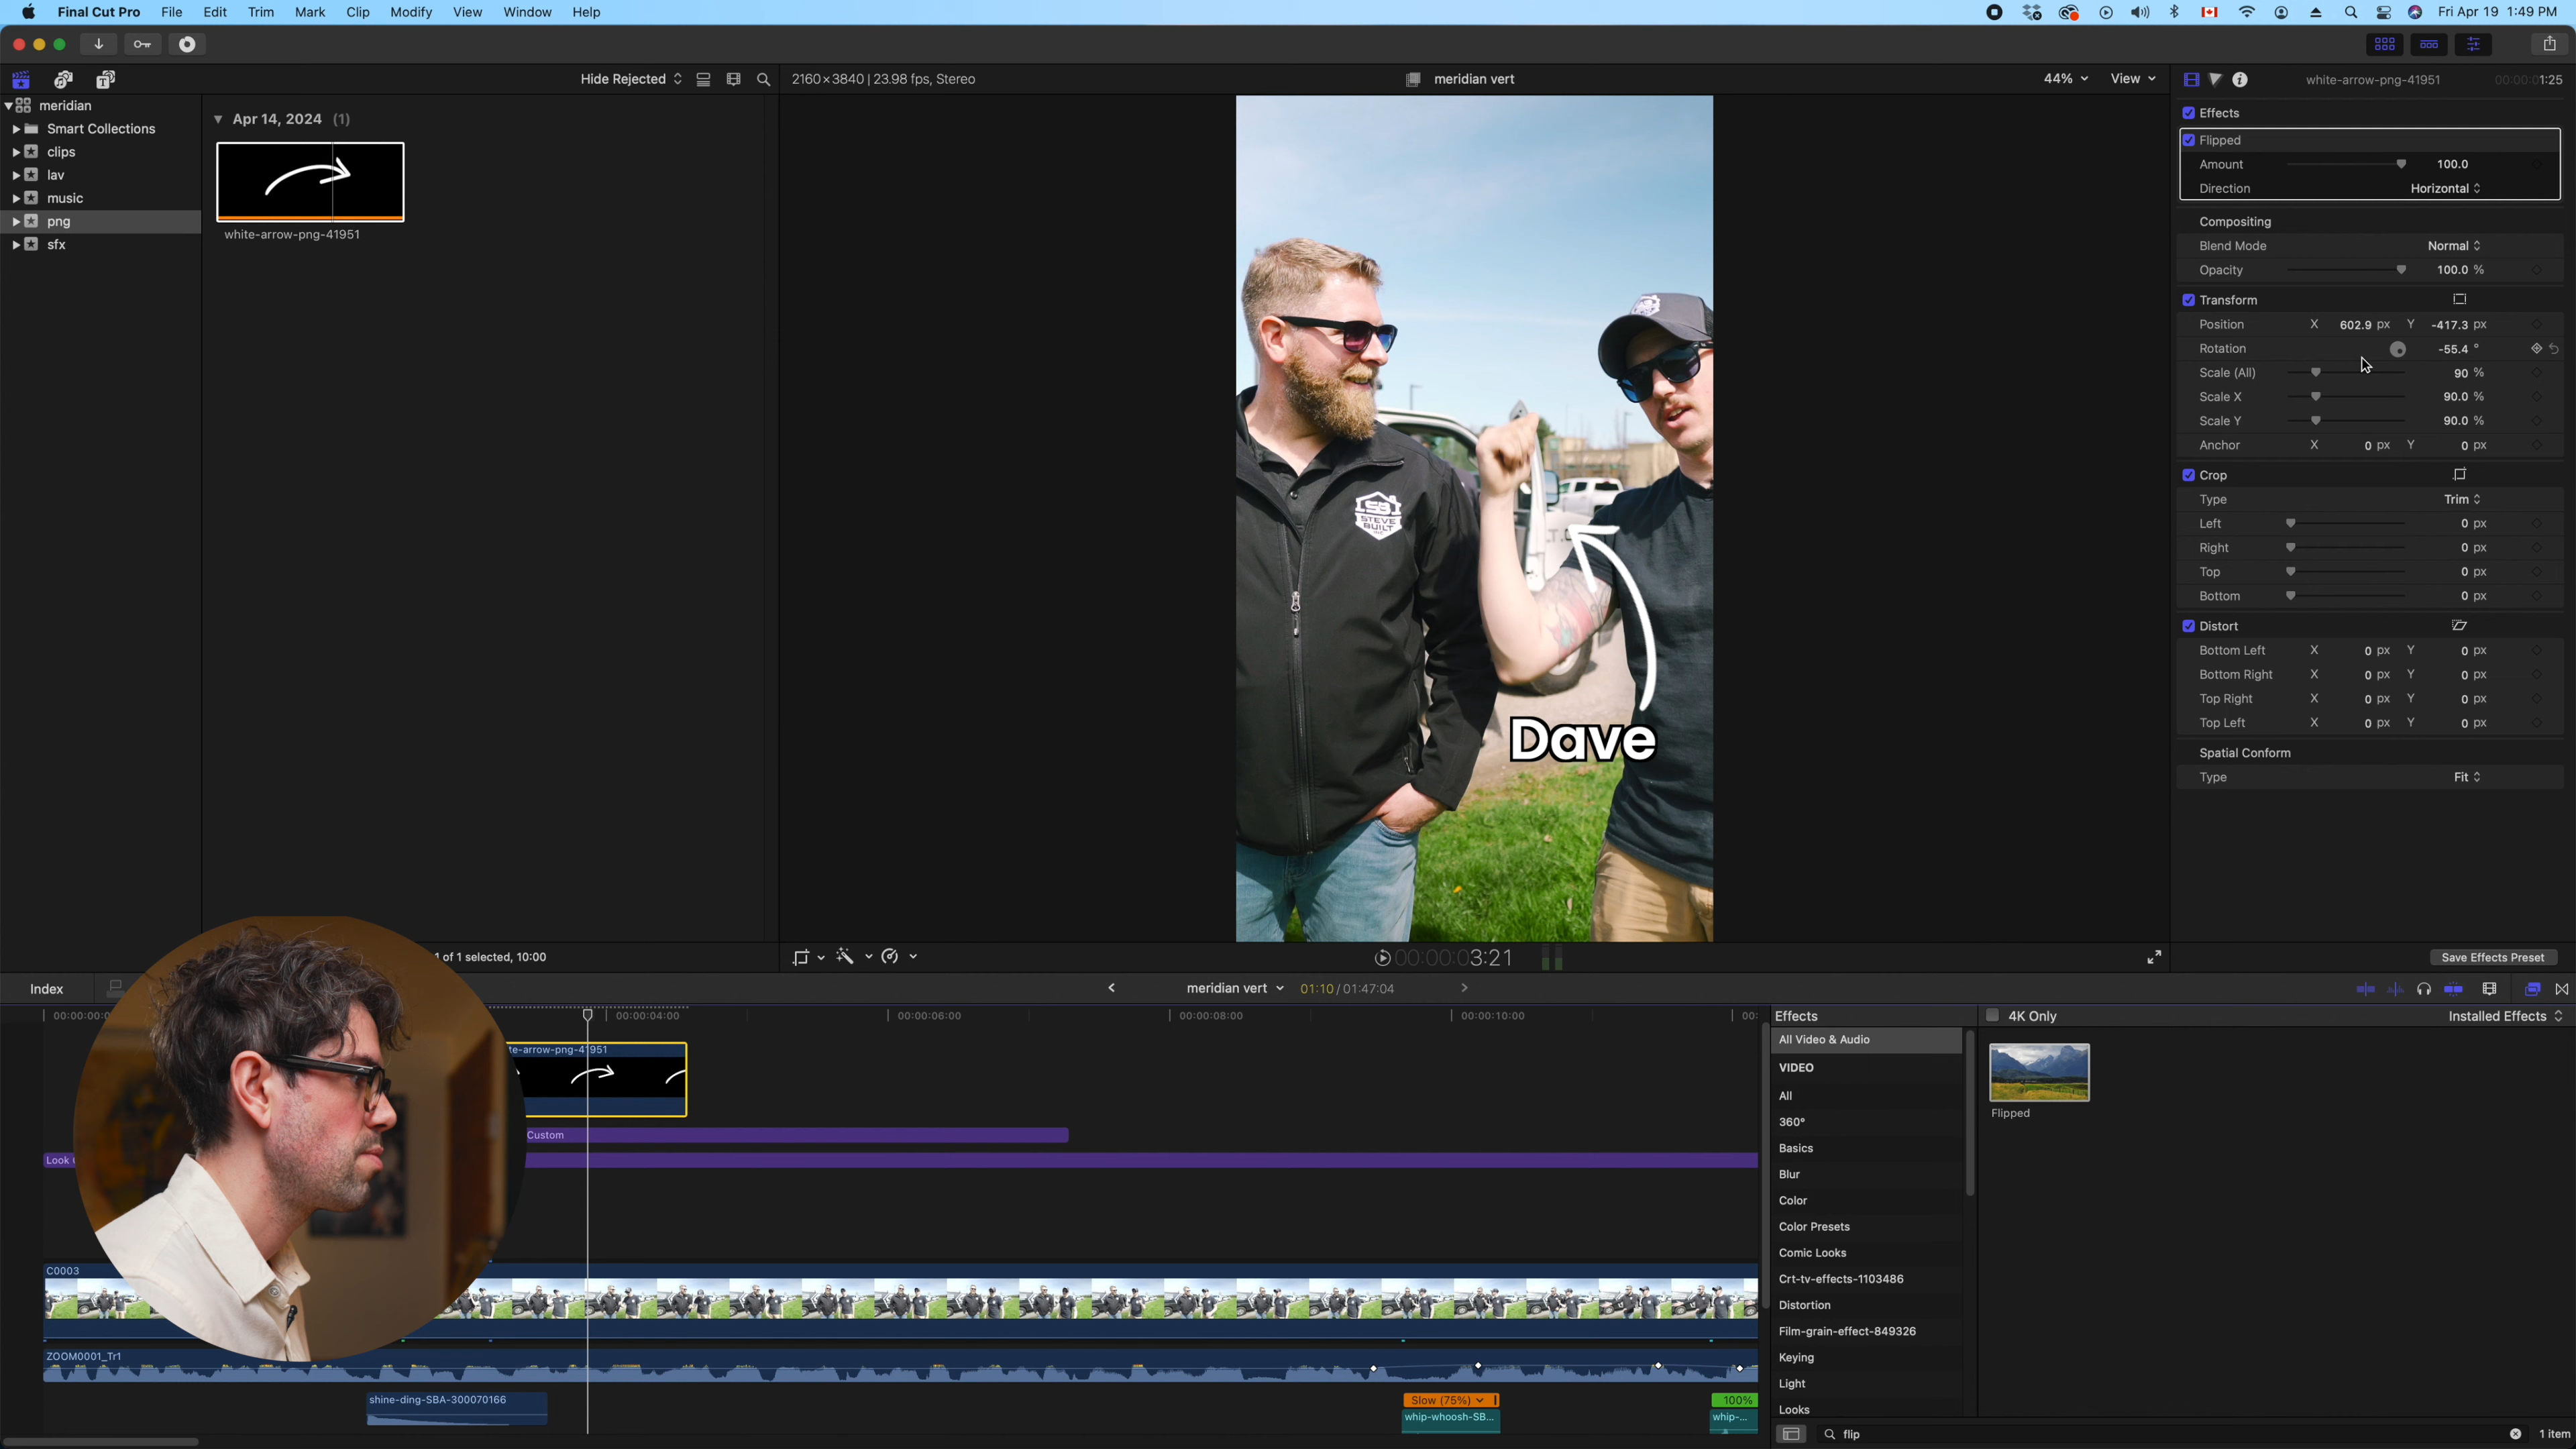 Final Cut Pro File Edit Trim Mark Clip Modify View Window Help Fri Apr 19 1:49 PM
Hide Rejected 2160×3840 | 23.98 fps, Stereo meridian vert 44% View white-arrow-png-41951 00:00:01:25
meridian
Smart Collections
clips
lav
music
png
sfx
Apr 14, 2024 (1)
white-arrow-png-41951
SB
STEVE
BUILT
Dave
Effects
Flipped
Amount 100.0
Direction Horizontal
Compositing
Blend Mode Normal
Opacity 100.0 %
Transform
Position X 602.9 px Y -417.3 px
Rotation -55.4 °
Scale (All) 90 %
Scale X 90.0 %
Scale Y 90.0 %
Anchor X 0 px Y 0 px
Crop
Type Trim
Left 0 px
Right 0 px
Top 0 px
Bottom 0 px
Distort
Bottom Left X 0 px Y 0 px
Bottom Right X 0 px Y 0 px
Top Right X 0 px Y 0 px
Top Left X 0 px Y 0 px
Spatial Conform
Type Fit
1 of 1 selected, 10:00 00:00:00:03:21 Save Effects Preset
Index meridian vert 01:10 / 01:47:04
00:00:00:0 00:00:04:00 00:00:06:00 00:00:08:00 00:00:10:00 00:
te-arrow-png-41951
Custom
Look
C0003
ZOOM0001_Tr1
shine-ding-SBA-300070166 Slow (75%) 100%
whip-whoosh-SB... whip-...
Effects 4K Only Installed Effects
All Video & Audio
VIDEO
All
360°
Basics
Blur
Color
Color Presets
Comic Looks
Crt-tv-effects-1103486
Distortion
Film-grain-effect-849326
Keying
Light
Looks
Flipped
flip 1 item